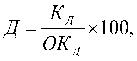 Д = К_Д / ОК_Д × 100,